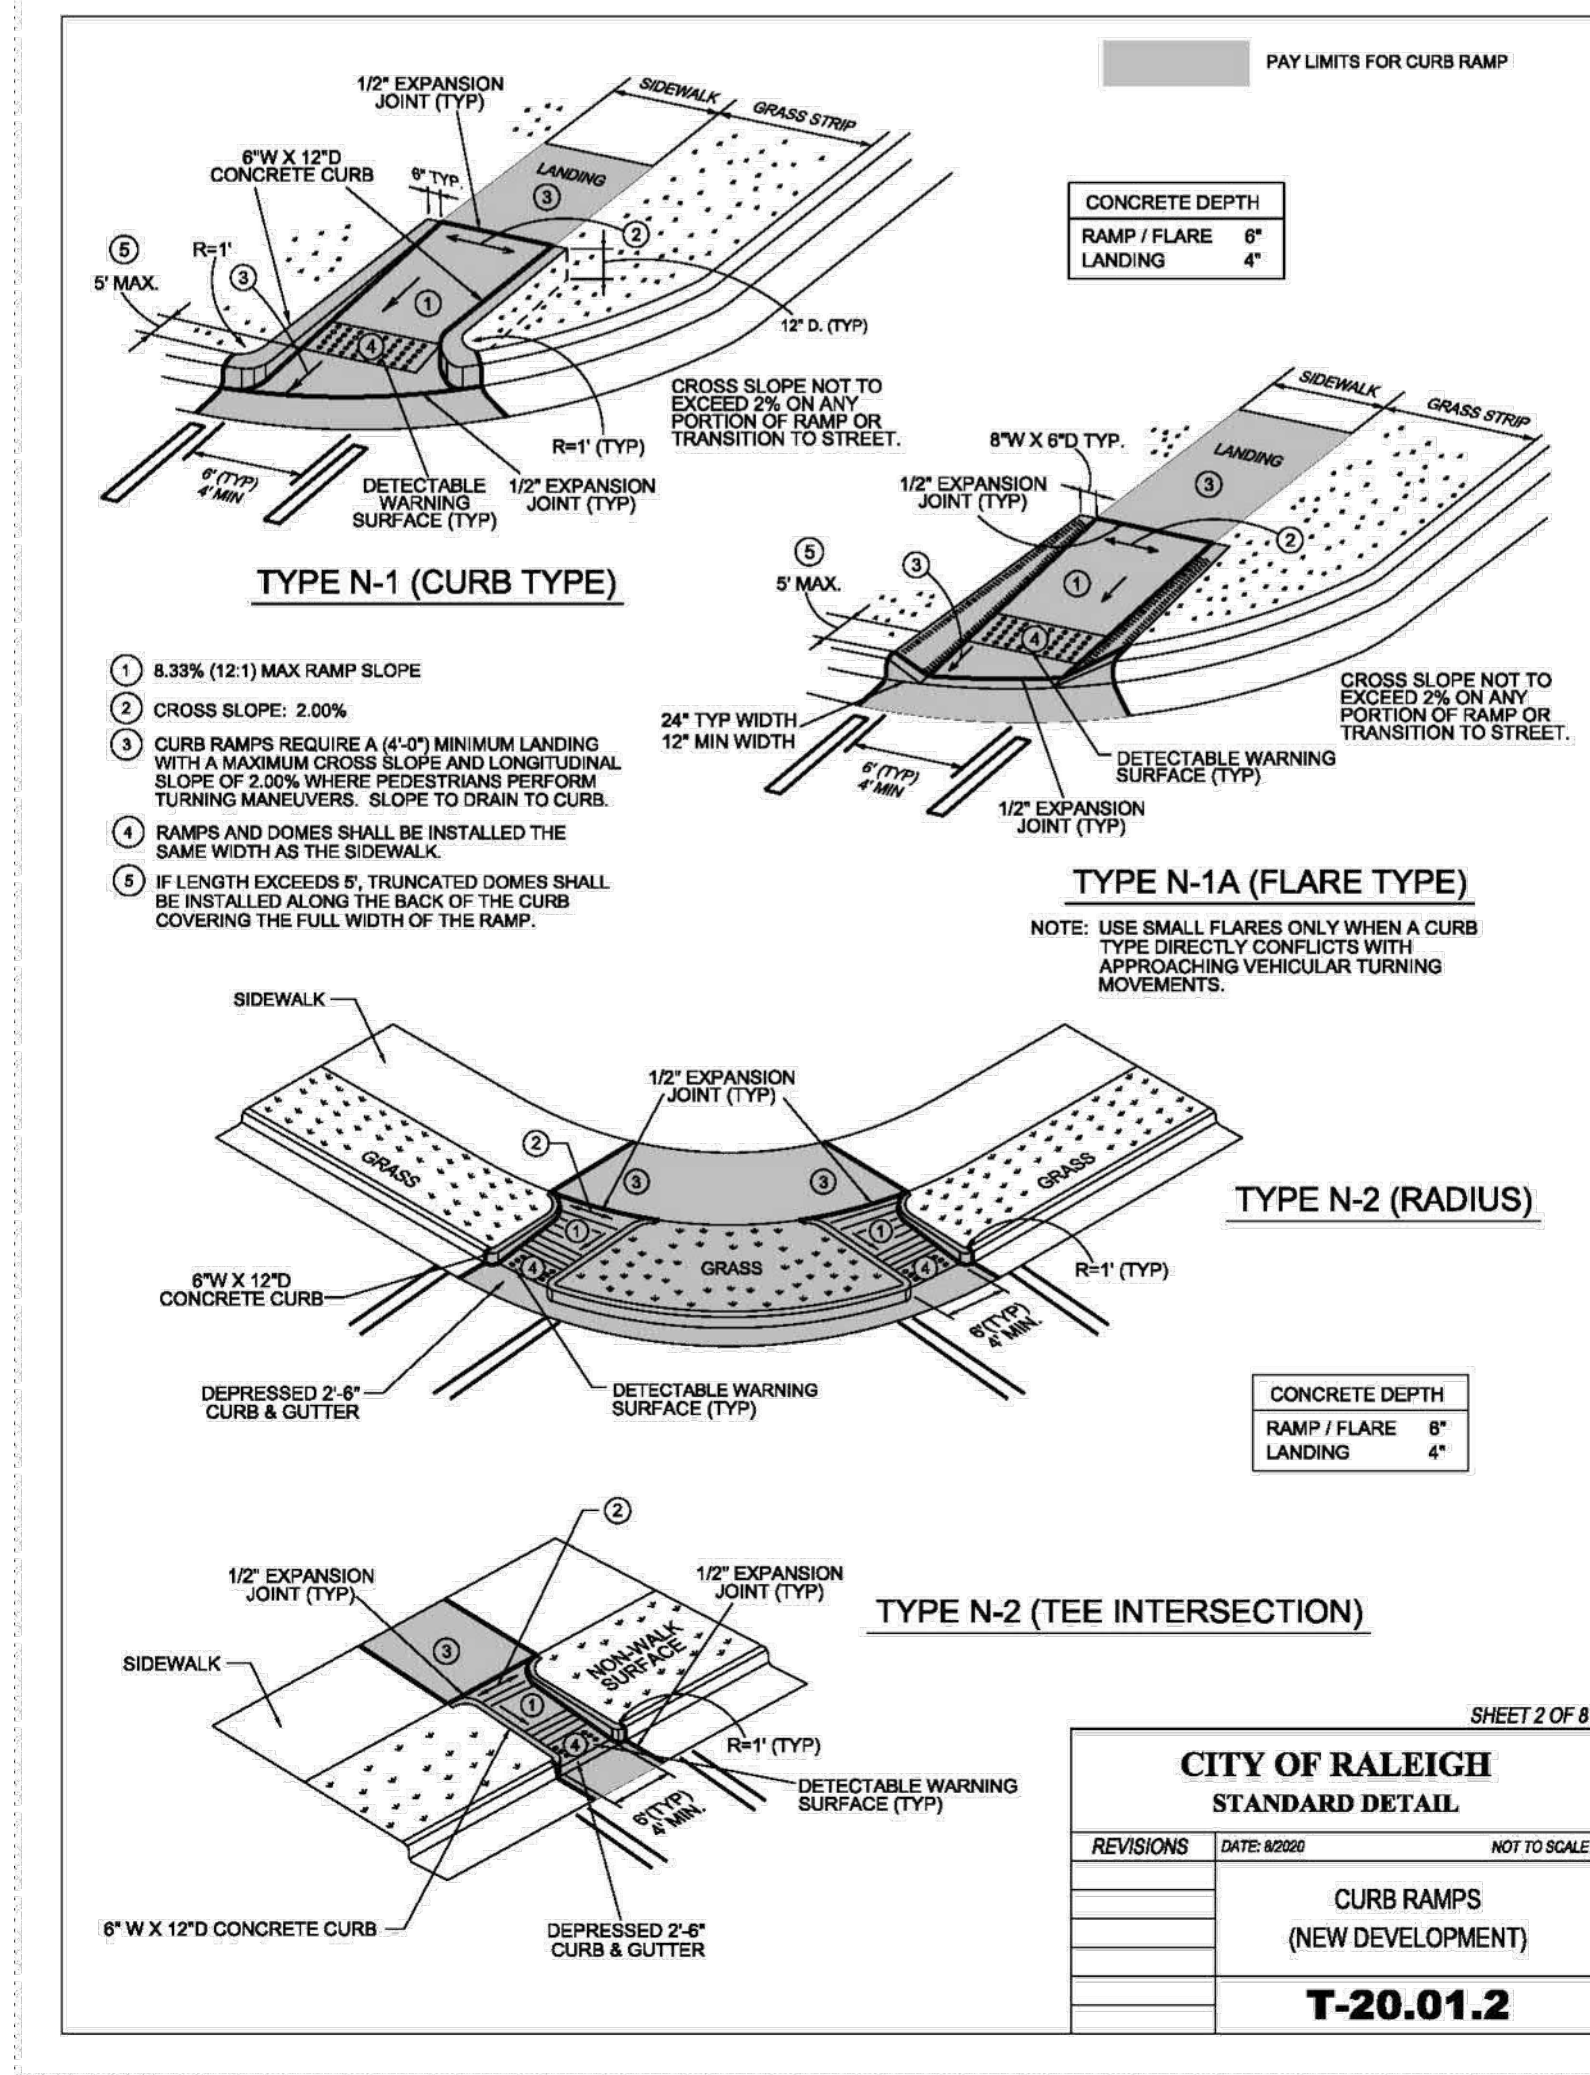 PAY LIMITS FOR CURB RAMP
1/2" EXPANSION
JOINT (TYP)
SIDEWALK
GRASS STRIP
6"W X 12"D
CONCRETE CURB
6" TYP.
LANDING
3
2
5
5' MAX.
R=1'
3
1
4
12" D. (TYP)
R=1' (TYP)
6' (TYP)
4' MIN
DETECTABLE
WARNING
SURFACE (TYP)
1/2" EXPANSION
JOINT (TYP)
CROSS SLOPE NOT TO
EXCEED 2% ON ANY
PORTION OF RAMP OR
TRANSITION TO STREET.
TYPE N-1 (CURB TYPE)
CONCRETE DEPTH
RAMP / FLARE 6"
LANDING 4"
SIDEWALK
GRASS STRIP
8"W X 6"D TYP.
LANDING
3
1/2" EXPANSION
JOINT (TYP)
2
5
5' MAX.
3
1
4
24" TYP WIDTH
12" MIN WIDTH
6' (TYP)
4' MIN
DETECTABLE WARNING
SURFACE (TYP)
1/2" EXPANSION
JOINT (TYP)
CROSS SLOPE NOT TO
EXCEED 2% ON ANY
PORTION OF RAMP OR
TRANSITION TO STREET.
TYPE N-1A (FLARE TYPE)
NOTE: USE SMALL FLARES ONLY WHEN A CURB
TYPE DIRECTLY CONFLICTS WITH
APPROACHING VEHICULAR TURNING
MOVEMENTS.
1 8.33% (12:1) MAX RAMP SLOPE
2 CROSS SLOPE: 2.00%
3 CURB RAMPS REQUIRE A (4'-0") MINIMUM LANDING
WITH A MAXIMUM CROSS SLOPE AND LONGITUDINAL
SLOPE OF 2.00% WHERE PEDESTRIANS PERFORM
TURNING MANEUVERS. SLOPE TO DRAIN TO CURB.
4 RAMPS AND DOMES SHALL BE INSTALLED THE
SAME WIDTH AS THE SIDEWALK.
5 IF LENGTH EXCEEDS 5', TRUNCATED DOMES SHALL
BE INSTALLED ALONG THE BACK OF THE CURB
COVERING THE FULL WIDTH OF THE RAMP.
SIDEWALK
1/2" EXPANSION
JOINT (TYP)
2
3
3
GRASS
GRASS
1
1
4
GRASS
4
6"W X 12"D
CONCRETE CURB
R=1' (TYP)
6'(TYP)
4' MIN.
DEPRESSED 2'-6"
CURB & GUTTER
DETECTABLE WARNING
SURFACE (TYP)
TYPE N-2 (RADIUS)
CONCRETE DEPTH
RAMP / FLARE 6"
LANDING 4"
2
1/2" EXPANSION
JOINT (TYP)
1/2" EXPANSION
JOINT (TYP)
SIDEWALK
3
NON-WALK
SURFACE
1
4
R=1' (TYP)
DETECTABLE WARNING
SURFACE (TYP)
6'(TYP)
4' MIN.
6" W X 12"D CONCRETE CURB
DEPRESSED 2'-6"
CURB & GUTTER
TYPE N-2 (TEE INTERSECTION)
SHEET 2 OF 8
CITY OF RALEIGH
STANDARD DETAIL
REVISIONS
DATE: 8/2020
NOT TO SCALE
CURB RAMPS
(NEW DEVELOPMENT)
T-20.01.2